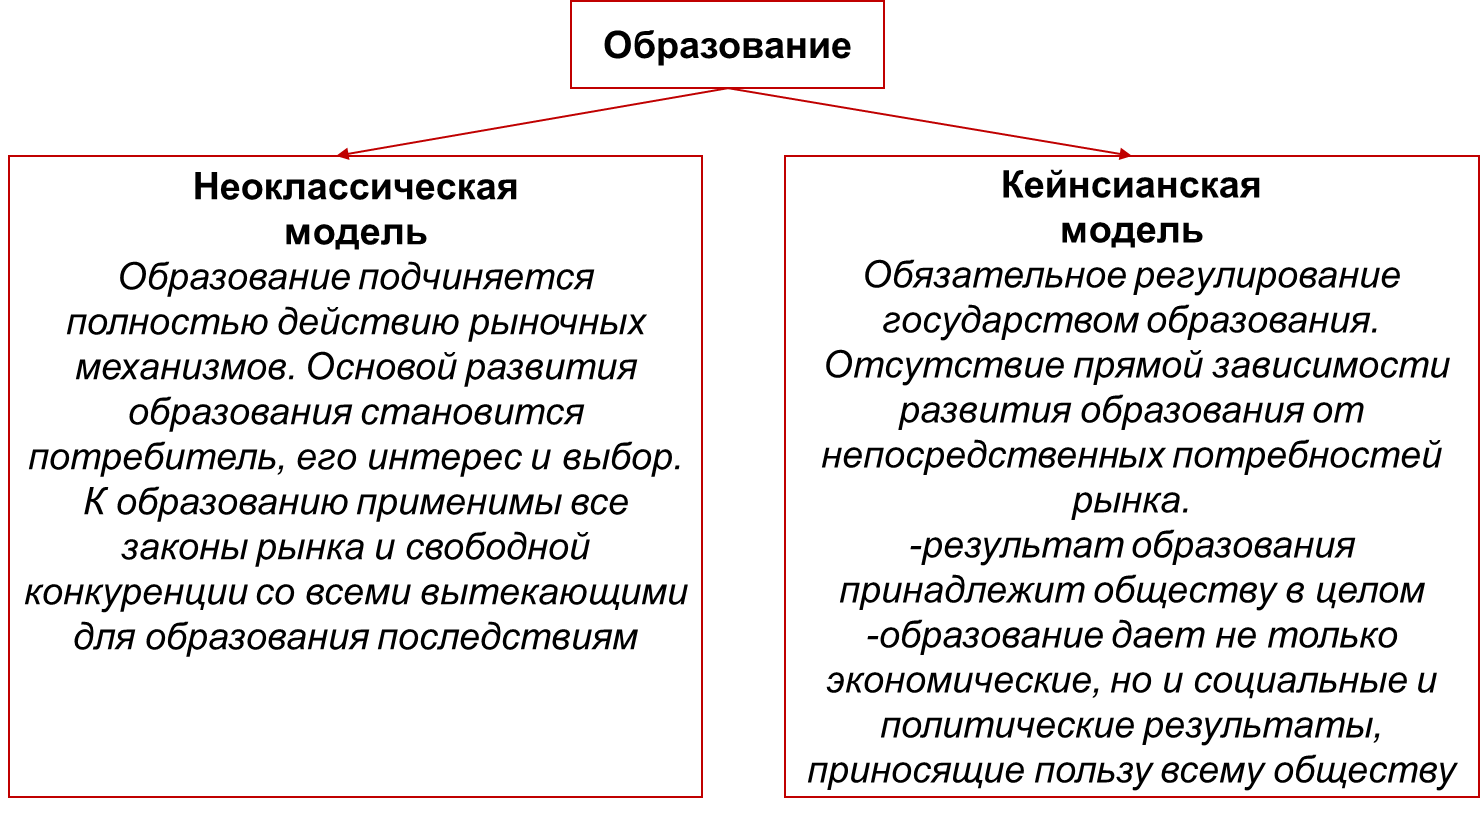 Образование
Неоклассическая
модель
Образование подчиняется
полностью действию рыночных
механизмов. Основой развития
образования становится
потребитель, его интерес и выбор.
К образованию применимы все
законы рынка и свободной
конкуренции со всеми вытекающими
для образования последствиям
Кейнсианская
модель
Обязательное регулирование
государством образования.
Отсутствие прямой зависимости
развития образования от
непосредственных потребностей
рынка.
-результат образования
принадлежит обществу в целом
-образование дает не только
экономические, но и социальные и
политические результаты,
приносящие пользу всему обществу